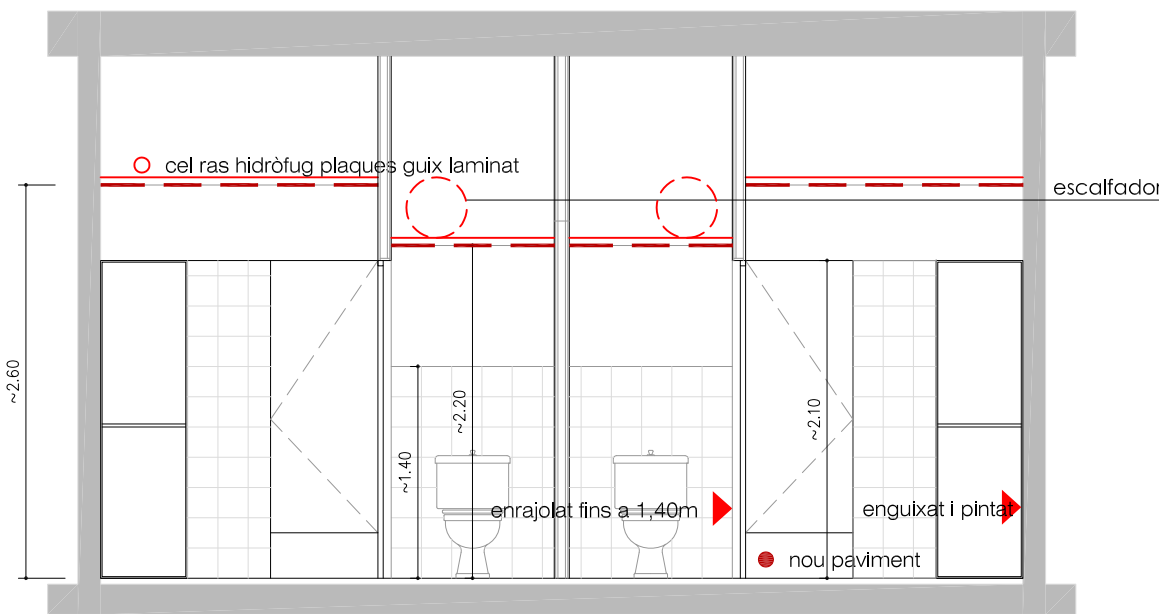 cel ras hidròfug plaques guix laminat
escalfador
~2.60
~2.20
~2.10
~1.40
enrajolat fins a 1,40m
enguixat i pintat
nou paviment